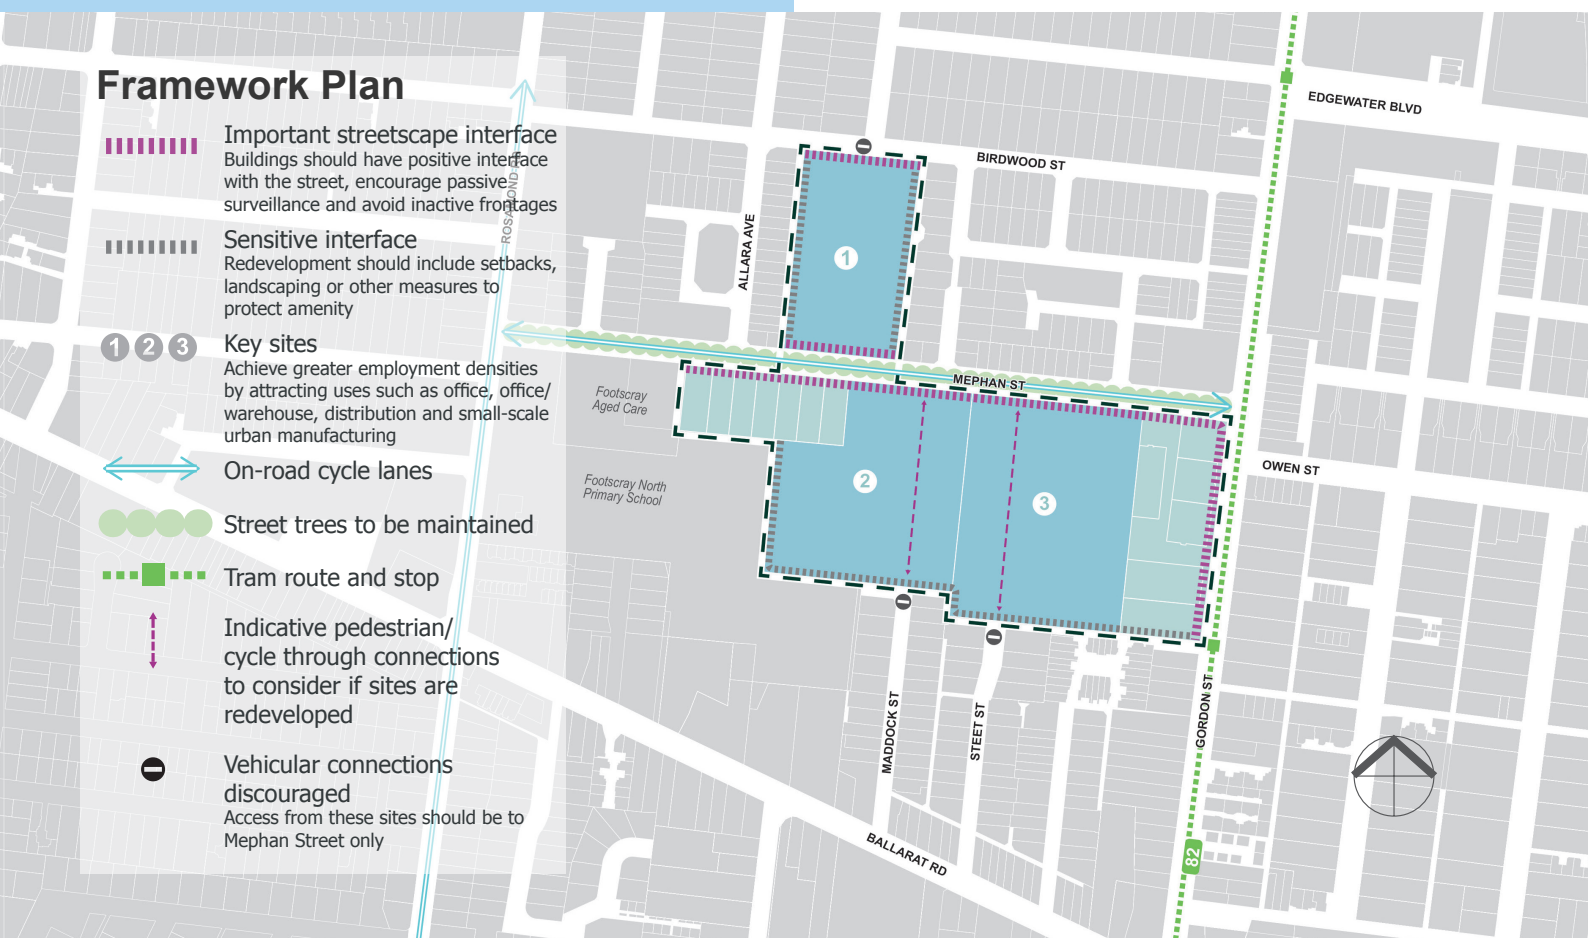 Framework Plan
Important streetscape interface
Buildings should have positive interface
with the street, encourage passive
surveillance and avoid inactive frontages
Sensitive interface
Redevelopment should include setbacks,
landscaping or other measures to
protect amenity
1 2 3
Key sites
Achieve greater employment densities
by attracting uses such as office, office/
warehouse, distribution and small-scale
urban manufacturing
On-road cycle lanes
Street trees to be maintained
Tram route and stop
Indicative pedestrian/
cycle through connections
to consider if sites are
redeveloped
Vehicular connections
discouraged
Access from these sites should be to
Mephan Street only
ROSAMOND RD
EDGEWATER BLVD
BIRDWOOD ST
ALLARA AVE
1
MEPHAN ST
Footscray
Aged Care
Footscray North
Primary School
2
3
OWEN ST
MADDOCK ST
STEET ST
GORDON ST
BALLARAT RD
82